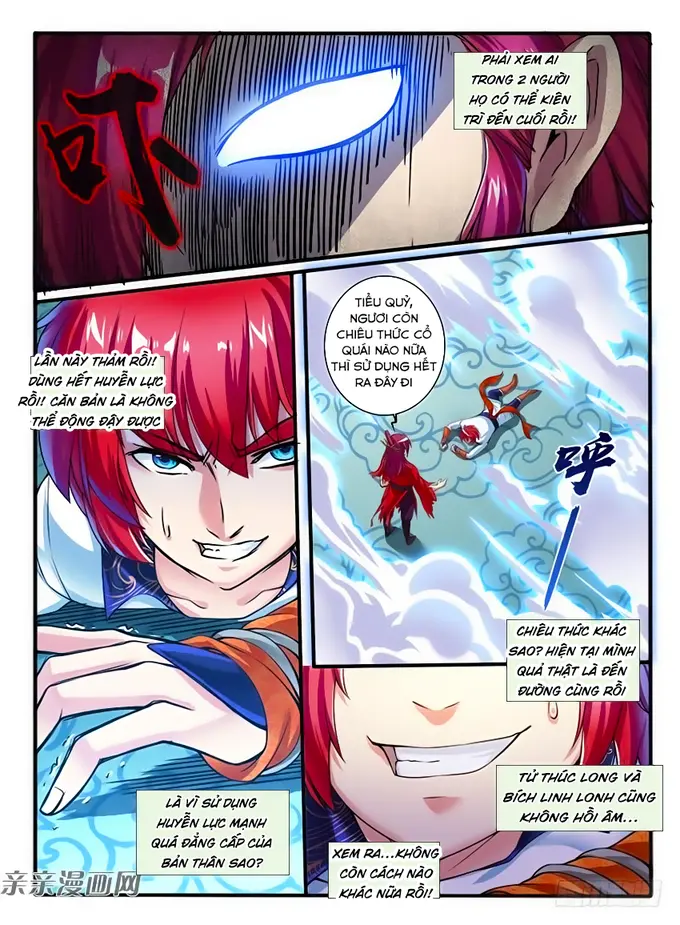 PHẢI XEM AI
TRONG 2 NGƯỜI
HỌ CÓ THỂ KIÊN
TRÌ ĐẾN CUỐI RỒI!
吓
LẦN NÀY THẢM RỒI!
DÙNG HẾT HUYỀN LỰC
RỒI! CĂN BẢN LÀ KHÔNG
THỂ ĐỘNG ĐẬY ĐƯỢC
TIỂU QUỶ,
NGƯƠI CÒN
CHIÊU THỨC CỔ
QUÁI NÀO NỮA
THÌ SỬ DỤNG HẾT
RA ĐÂY ĐI
呼
CHIÊU THỨC KHÁC
SAO? HIỆN TẠI MÌNH
QUẢ THẬT LÀ ĐẾN
ĐƯỜNG CÙNG RỒI
LÀ VÌ SỬ DỤNG
HUYỄN LỰC MẠNH
QUÁ ĐẲNG CẤP CỦA
BẢN THÂN SAO?
TỬ THÚC LONG VÀ
BÍCH LINH LONH CŨNG
KHÔNG HỒI ÂM...
XEM RA...KHÔNG
CÒN CÁCH NÀO
KHÁC NỮA RỒI!
亲亲漫画网